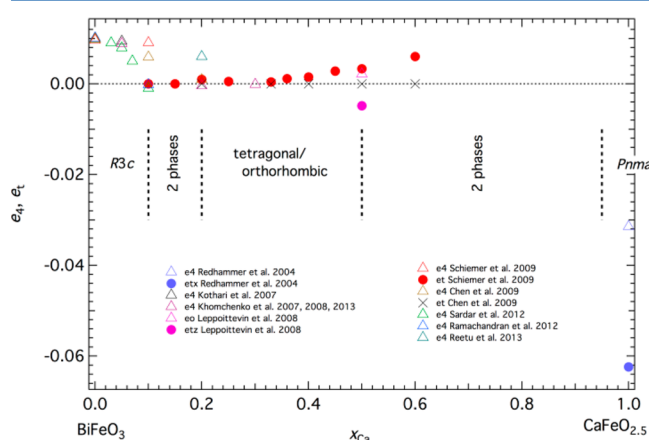 0.00
-0.02
-0.04
-0.06
e4, et
R3c
2 phases
tetragonal/
orthorhombic
2 phases
Pnma
e4 Redhammer et al. 2004
etx Redhammer et al. 2004
e4 Kothari et al. 2007
e4 Khomchenko et al. 2007, 2008, 2013
eo Leppoittevin et al. 2008
etz Leppoittevin et al. 2008
e4 Schiemer et al. 2009
et Schiemer et al. 2009
e4 Chen et al. 2009
et Chen et al. 2009
e4 Sardar et al. 2012
e4 Ramachandran et al. 2012
e4 Reetu et al. 2013
0.0 0.2 0.4 0.6 0.8 1.0
BiFeO3 xCa CaFeO2.5